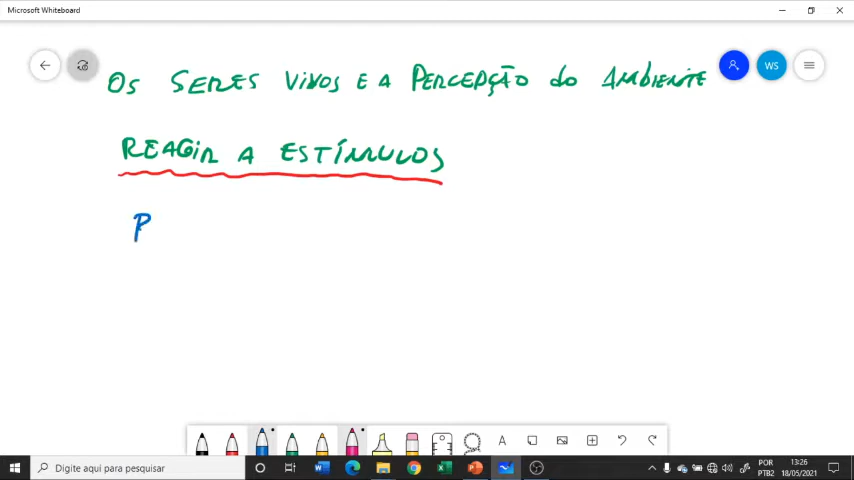 Microsoft Whiteboard
OS SERES VIVOS E A PERCEPÇÃO do AMBIENTE
WS
REAGIR A ESTÍMULOS
P
A
Digite aqui para pesquisar
POR
PTB2
13:26
18/05/2021